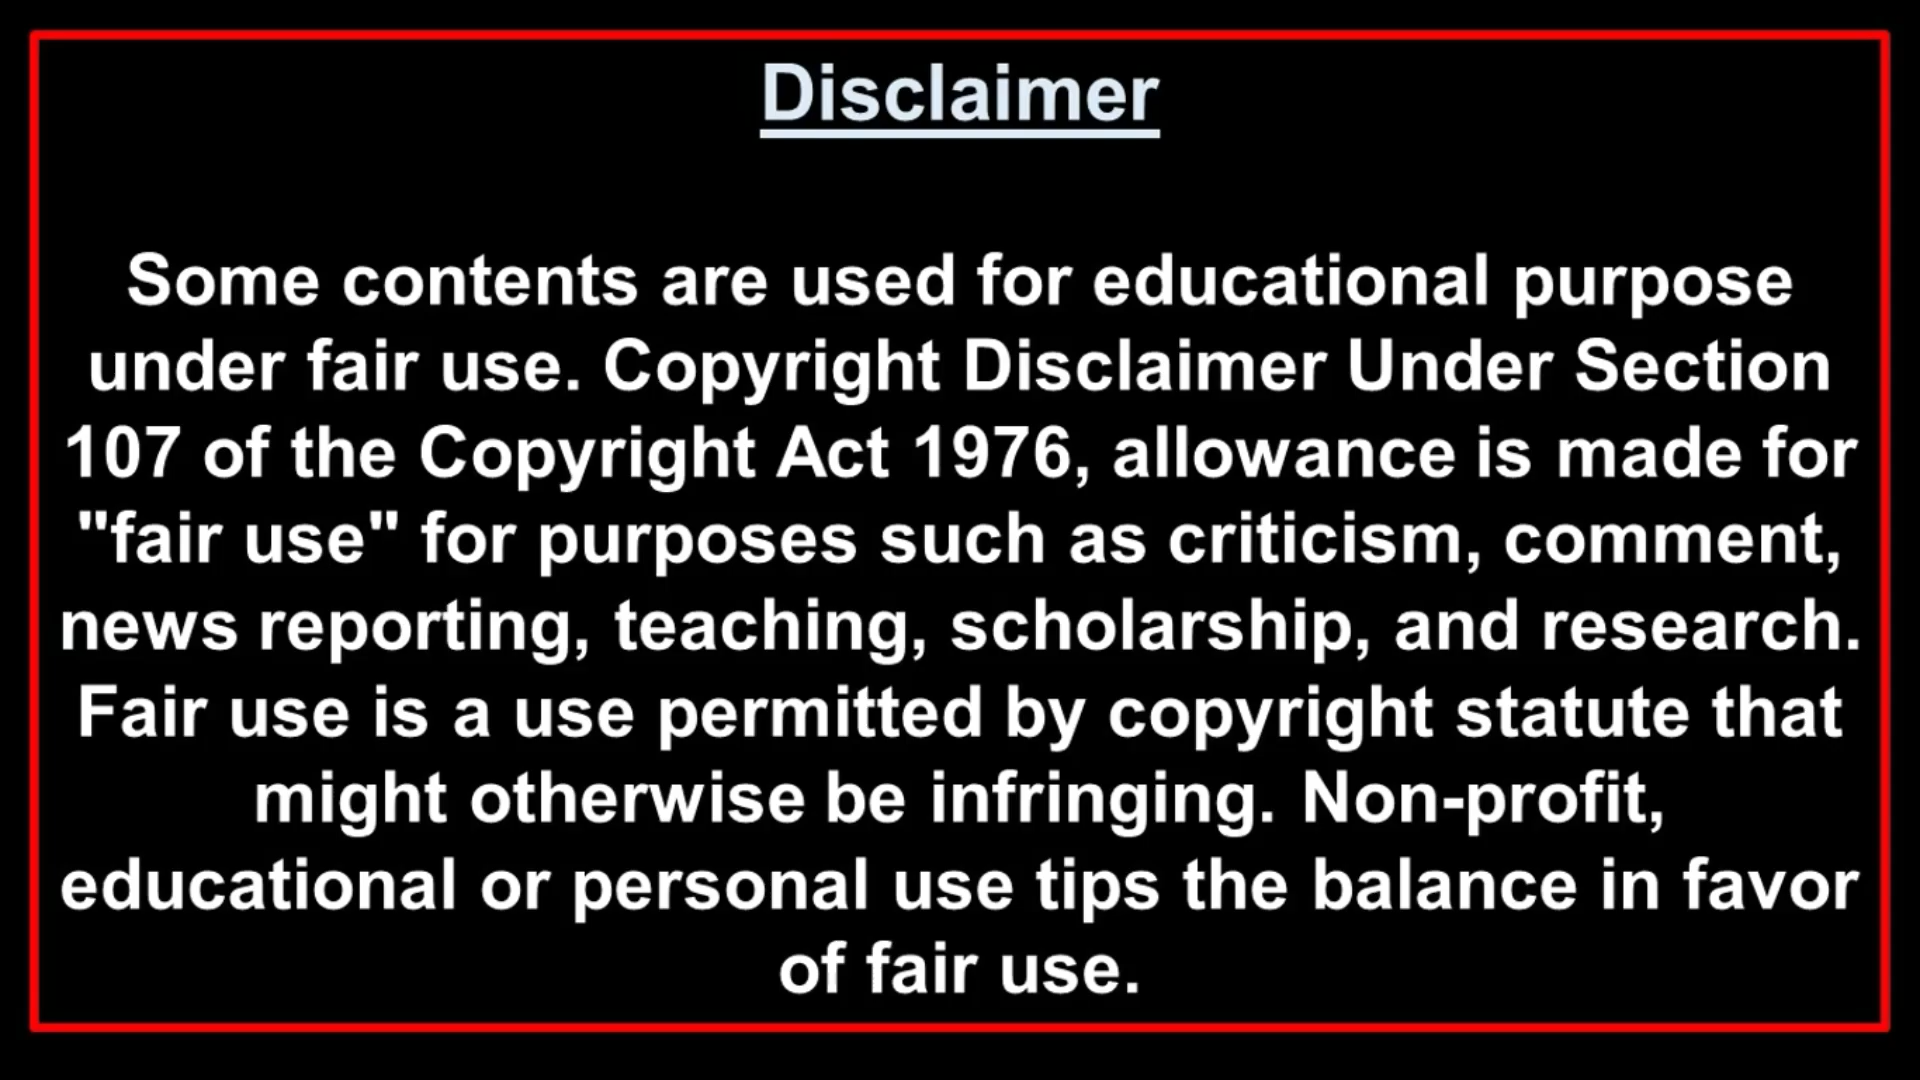 Disclaimer
Some contents are used for educational purpose
under fair use. Copyright Disclaimer Under Section
107 of the Copyright Act 1976, allowance is made for
"fair use" for purposes such as criticism, comment,
news reporting, teaching, scholarship, and research.
Fair use is a use permitted by copyright statute that
might otherwise be infringing. Non-profit,
educational or personal use tips the balance in favor
of fair use.